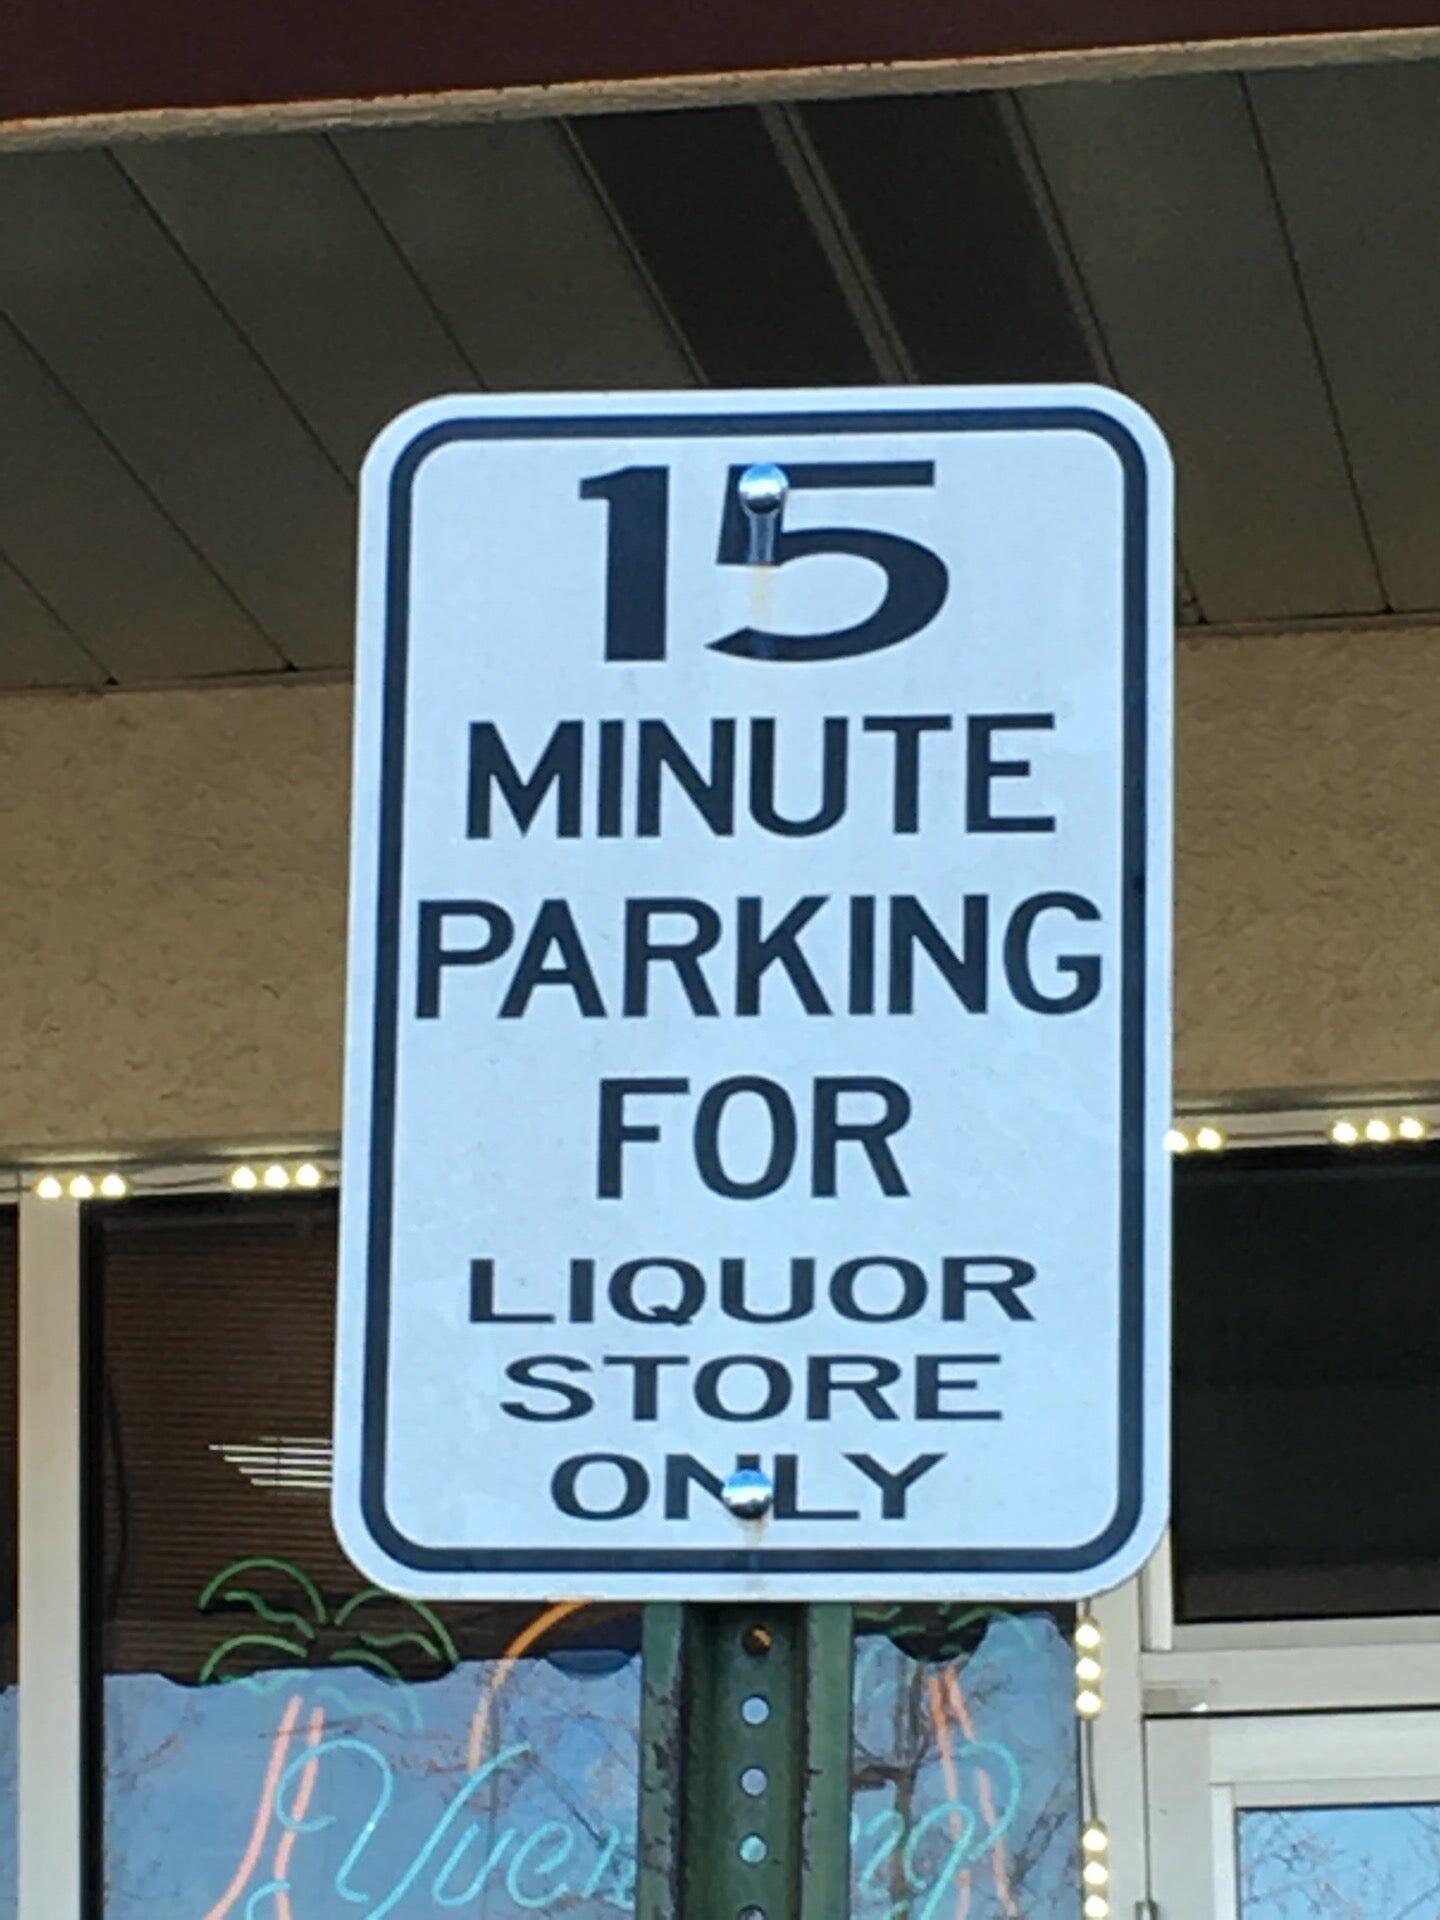 15
MINUTE
PARKING
FOR
LIQUOR
STORE
ONLY